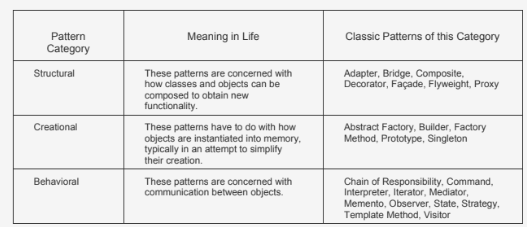 Pattern Category
Meaning in Life
Classic Patterns of this Category
Structural
These patterns are concerned with
how classes and objects can be
composed to obtain new
functionality.
Adapter, Bridge, Composite,
Decorator, Façade, Flyweight, Proxy
Creational
These patterns have to do with how
objects are instantiated into memory,
typically in an attempt to simplify
their creation.
Abstract Factory, Builder, Factory
Method, Prototype, Singleton
Behavioral
These patterns are concerned with
communication between objects.
Chain of Responsibility, Command,
Interpreter, Iterator, Mediator,
Memento, Observer, State, Strategy,
Template Method, Visitor